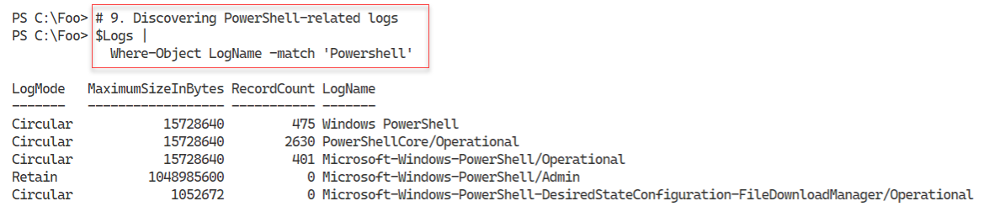 PS C:\Foo> # 9. Discovering PowerShell-related logs
PS C:\Foo> $Logs |
Where-Object LogName -match 'Powershell'
LogMode MaximumSizeInBytes RecordCount LogName
------- ------------------ ----------- -------
Circular 15728640 475 Windows PowerShell
Circular 15728640 2630 PowerShellCore/Operational
Circular 15728640 401 Microsoft-Windows-PowerShell/Operational
Retain 1048985600 0 Microsoft-Windows-PowerShell/Admin
Circular 1052672 0 Microsoft-Windows-PowerShell-DesiredStateConfiguration-FileDownloadManager/Operational